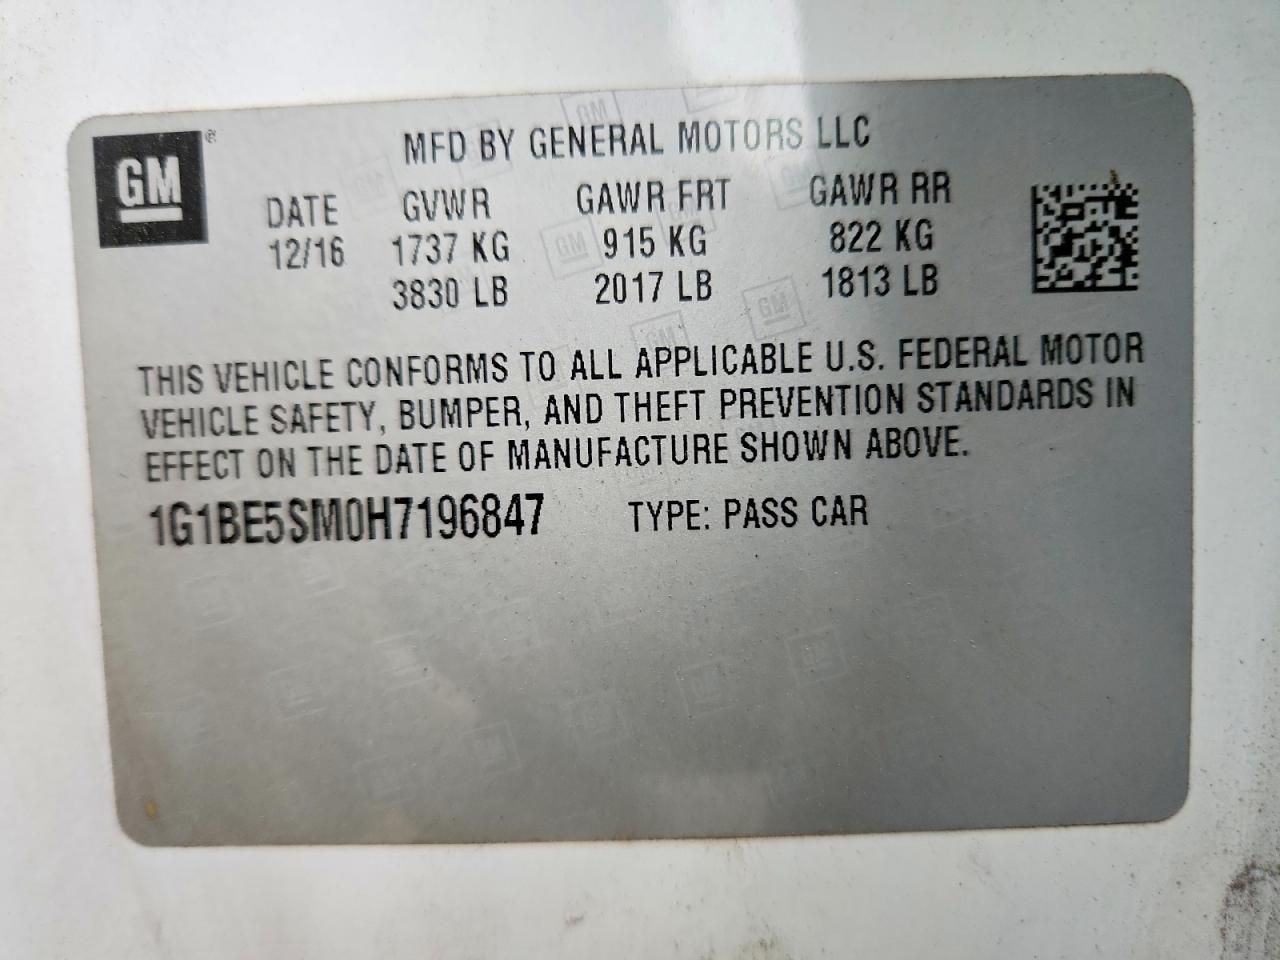 GM®
MFD BY GENERAL MOTORS LLC
DATE GVWR GAWR FRT GAWR RR
12/16 1737 KG 915 KG 822 KG
3830 LB 2017 LB 1813 LB
THIS VEHICLE CONFORMS TO ALL APPLICABLE U.S. FEDERAL MOTOR
VEHICLE SAFETY, BUMPER, AND THEFT PREVENTION STANDARDS IN
EFFECT ON THE DATE OF MANUFACTURE SHOWN ABOVE.
1G1BE5SM0H7196847 TYPE: PASS CAR